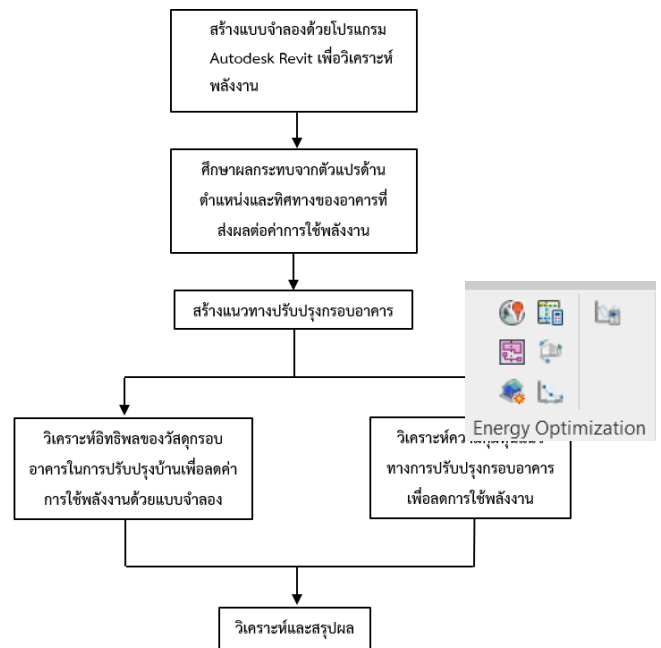 สร้างแบบจำลองด้วยโปรแกรม
Autodesk Revit เพื่อวิเคราะห์
พลังงาน
ศึกษาผลกระทบจากตัวแปรด้าน
ตำแหน่งและทิศทางของอาคารที่
ส่งผลต่อค่าการใช้พลังงาน
สร้างแนวทางปรับปรุงกรอบอาคาร
Energy Optimization
วิเคราะห์อิทธิพลของวัสดุกรอบ
อาคารในการปรับปรุงบ้านเพื่อลดค่า
การใช้พลังงานด้วยแบบจำลอง
ทางการปรับปรุงกรอบอาคาร
เพื่อลดการใช้พลังงาน
วิเคราะห์และสรุปผล